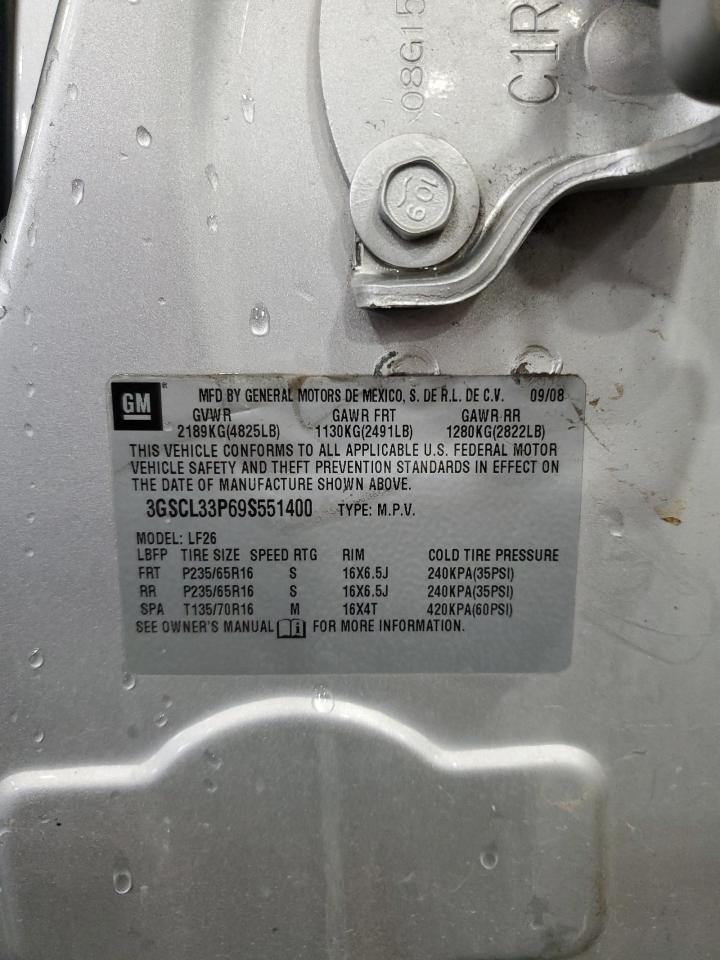 08G15
C1R
10.9
GM
MFD BY GENERAL MOTORS DE MEXICO, S. DE R.L. DE C.V. 09/08
GVWR GAWR FRT GAWR RR
2189KG(4825LB) 1130KG(2491LB) 1280KG(2822LB)
THIS VEHICLE CONFORMS TO ALL APPLICABLE U.S. FEDERAL MOTOR
VEHICLE SAFETY AND THEFT PREVENTION STANDARDS IN EFFECT ON
THE DATE OF MANUFACTURE SHOWN ABOVE.
3GSCL33P69S551400 TYPE: M.P.V.
MODEL: LF26
LBFP TIRE SIZE SPEED RTG RIM COLD TIRE PRESSURE
FRT P235/65R16 S 16X6.5J 240KPA(35PSI)
RR P235/65R16 S 16X6.5J 240KPA(35PSI)
SPA T135/70R16 M 16X4T 420KPA(60PSI)
SEE OWNER'S MANUAL i FOR MORE INFORMATION.